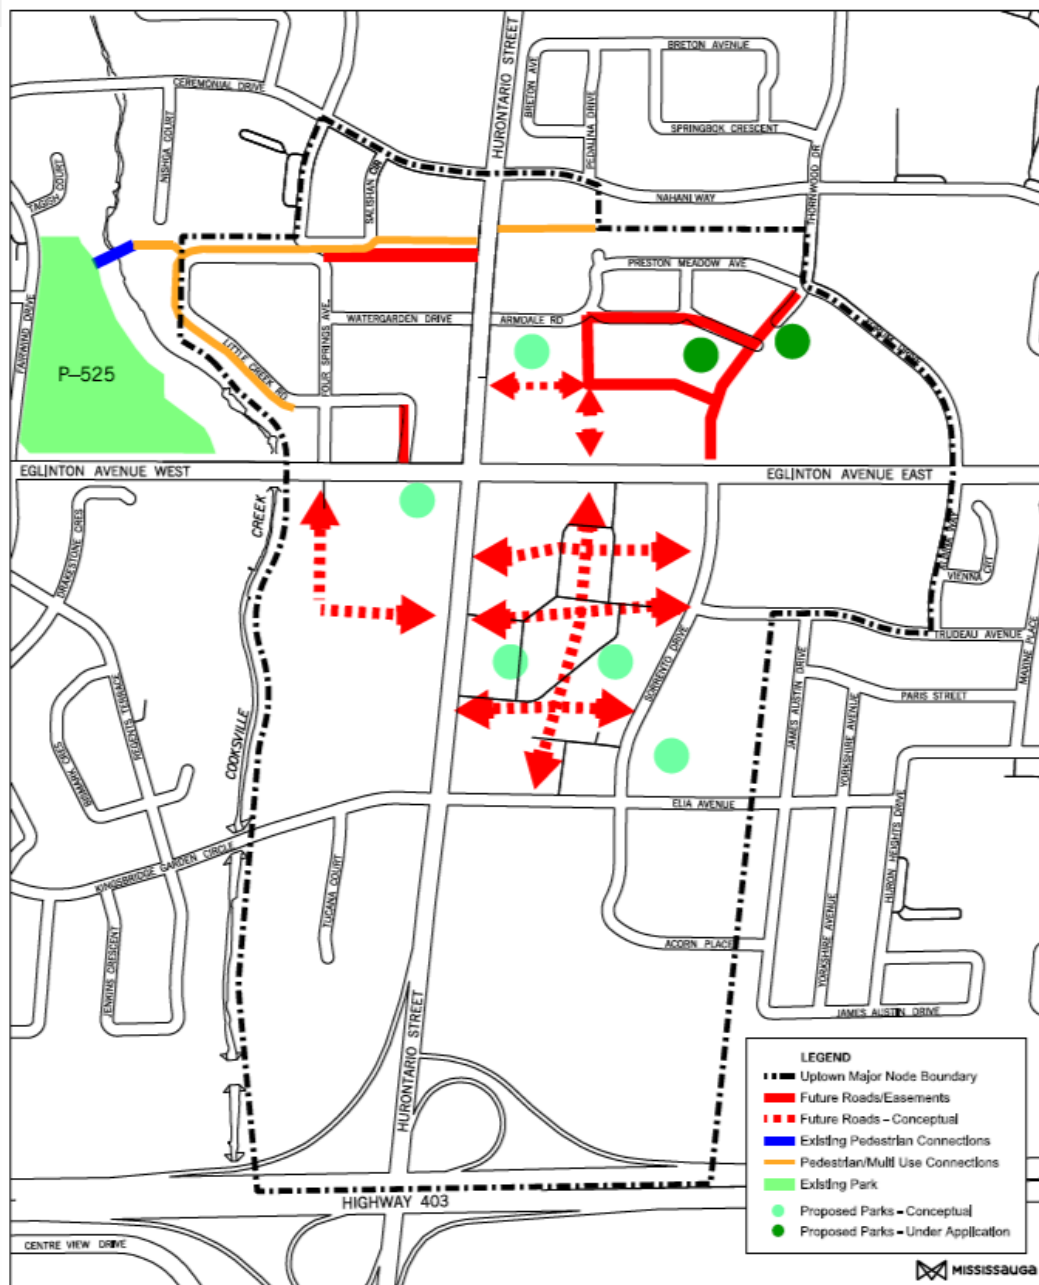 BRETON AVENUE
HURONTARIO STREET
BRETON AVE
CEREMONIAL DRIVE
PEDALINA DRIVE
SPRINGBOK CRESCENT
NISHGA COURT
TAGISH COURT
SALISHAN DR
THORNWOOD DR
NAHANI WAY
PRESTON MEADOW AVE
FAIRWIND DRIVE
FOUR SPRINGS AVE
WATERGARDEN DRIVE
ARMDALE RD
LITTLE CREEK RD
P-525
EGLINTON AVENUE WEST
EGLINTON AVENUE EAST
DRAKESTONE CRES
CREEK
VIENNA CRT
TRUDEAU AVENUE
MAXINE PLACE
SORRENTO DRIVE
JAMES AUSTIN DRIVE
PARIS STREET
REGENTS TERRACE
YORKSHIRE AVENUE
COOKSVILLE
BISMARK CRES
ELIA AVENUE
HURON HEIGHTS DRIVE
KINGSBRIDGE GARDEN CIRCLE
TUCANA COURT
JENKINS CRESCENT
ACORN PLACE
YORKSHIRE AVENUE
JAMES AUSTIN DRIVE
HURONTARIO STREET
HIGHWAY 403
CENTRE VIEW DRIVE
LEGEND
Uptown Major Node Boundary
Future Roads/Easements
Future Roads - Conceptual
Existing Pedestrian Connections
Pedestrian/Multi Use Connections
Existing Park
Proposed Parks - Conceptual
Proposed Parks - Under Application
MISSISSAUGA